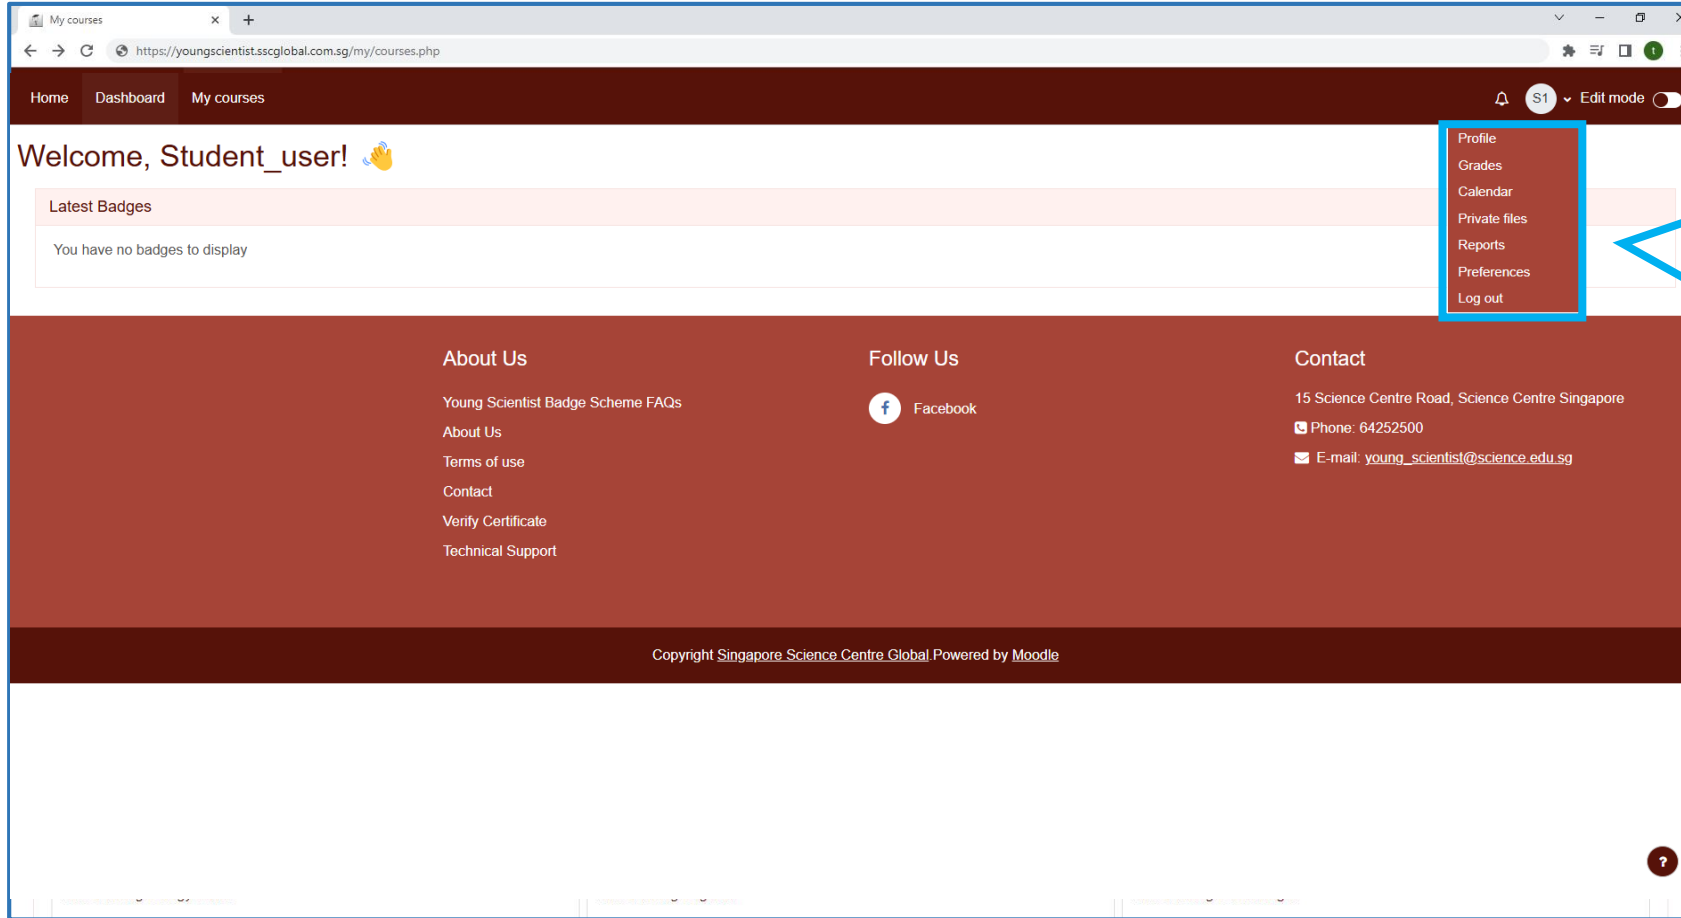 My courses
https://youngscientist.sscglobal.com.sg/my/courses.php
t
Home Dashboard My courses
S1 Edit mode
Welcome, Student_user! 👋
Latest Badges
You have no badges to display
Profile
Grades
Calendar
Private files
Reports
Preferences
Log out
About Us
Young Scientist Badge Scheme FAQs
About Us
Terms of use
Contact
Verify Certificate
Technical Support
Follow Us
Facebook
Contact
15 Science Centre Road, Science Centre Singapore
Phone: 64252500
E-mail: young_scientist@science.edu.sg
Copyright Singapore Science Centre Global.Powered by Moodle
?